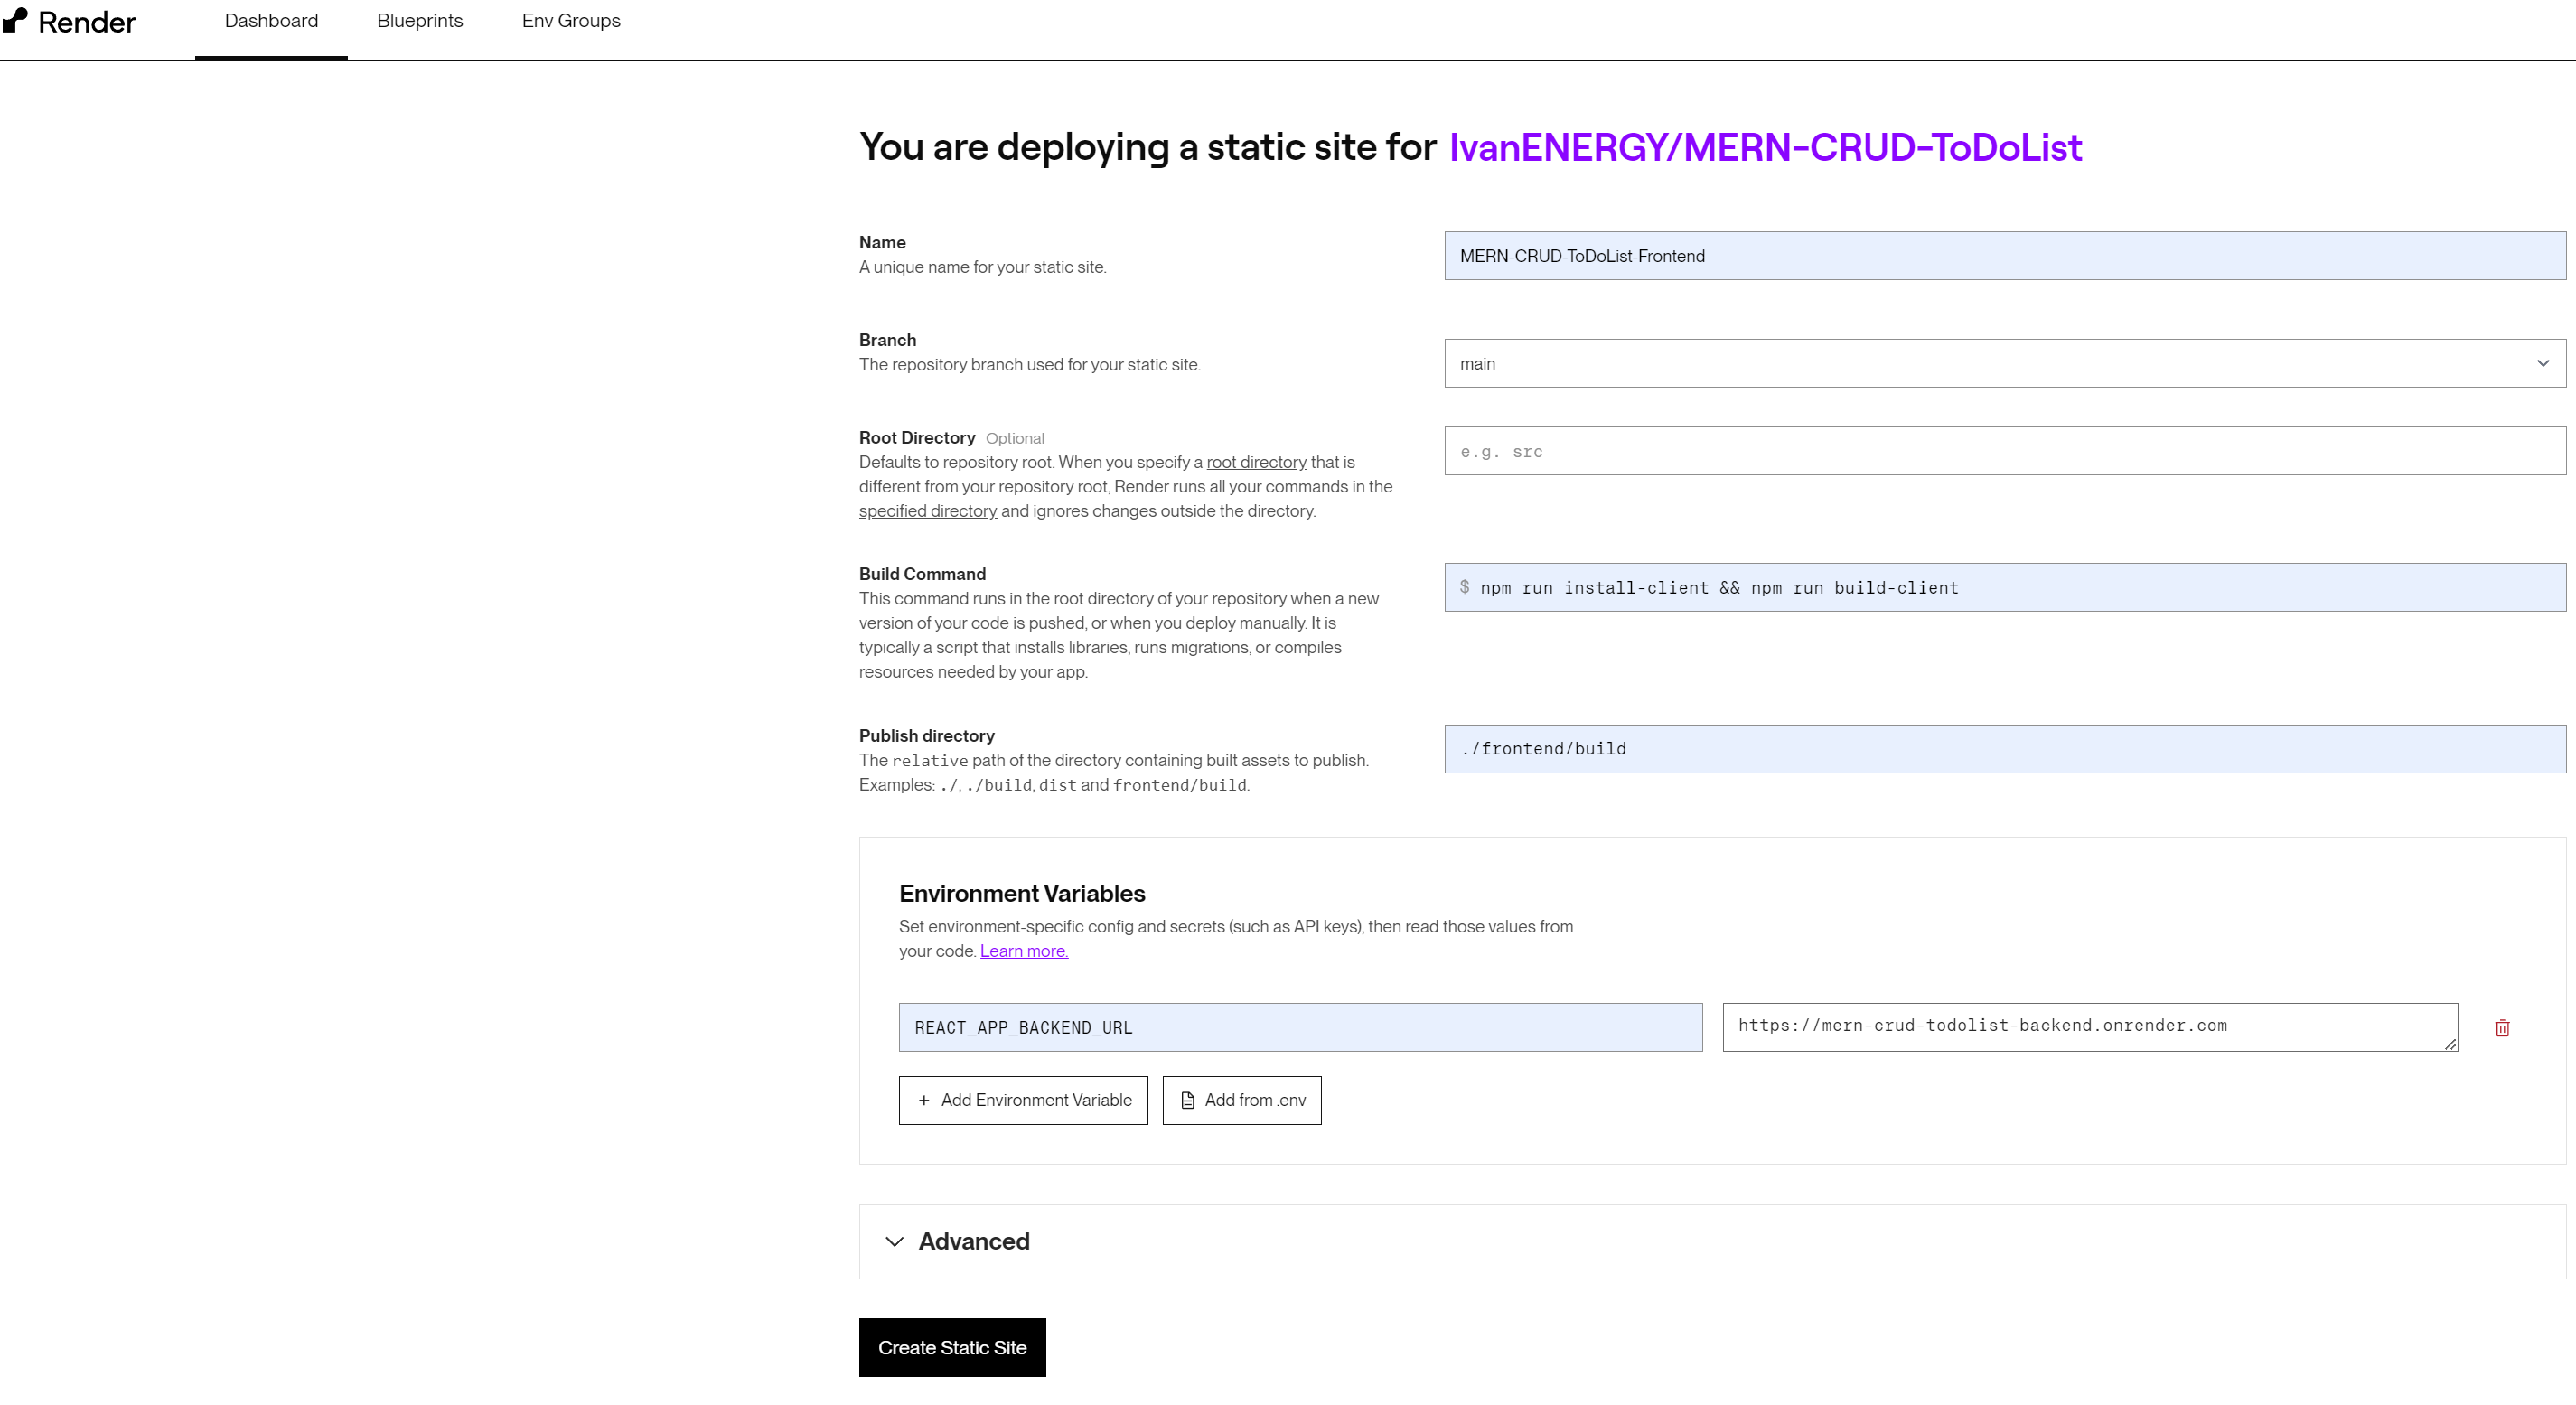 Render
Dashboard
Blueprints
Env Groups
You are deploying a static site for IvanENERGY/MERN-CRUD-ToDoList
Name
A unique name for your static site.
MERN-CRUD-ToDoList-Frontend
Branch
The repository branch used for your static site.
main
Root Directory Optional
Defaults to repository root. When you specify a root directory that is
different from your repository root, Render runs all your commands in the
specified directory and ignores changes outside the directory.
e.g. src
Build Command
This command runs in the root directory of your repository when a new
version of your code is pushed, or when you deploy manually. It is
typically a script that installs libraries, runs migrations, or compiles
resources needed by your app.
$ npm run install-client && npm run build-client
Publish directory
The relative path of the directory containing built assets to publish.
Examples: ./, ./build, dist and frontend/build.
./frontend/build
Environment Variables
Set environment-specific config and secrets (such as API keys), then read those values from
your code. Learn more.
REACT_APP_BACKEND_URL
https://mern-crud-todolist-backend.onrender.com
+ Add Environment Variable
Add from .env
Advanced
Create Static Site